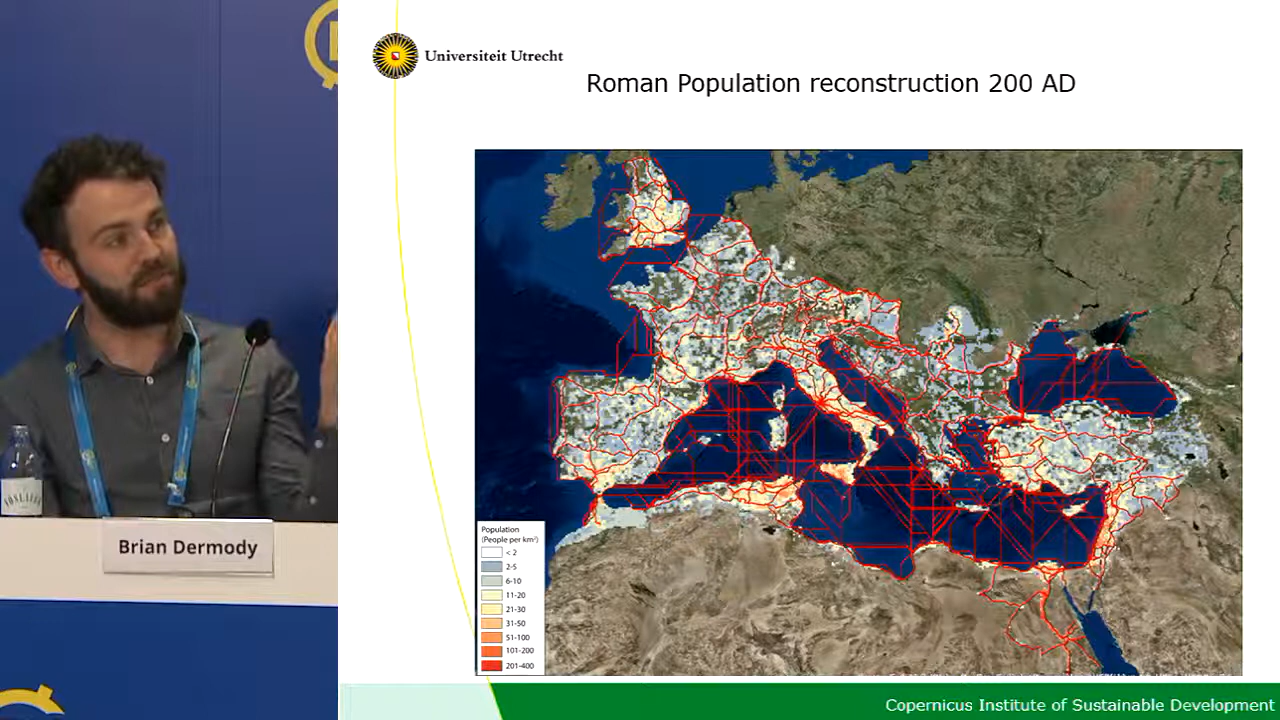 Universiteit Utrecht
Roman Population reconstruction 200 AD
Brian Dermody
Population
(People per km²)
< 2
2-5
6-10
11-20
21-30
31-50
51-100
101-200
201-400
Copernicus Institute of Sustainable Development